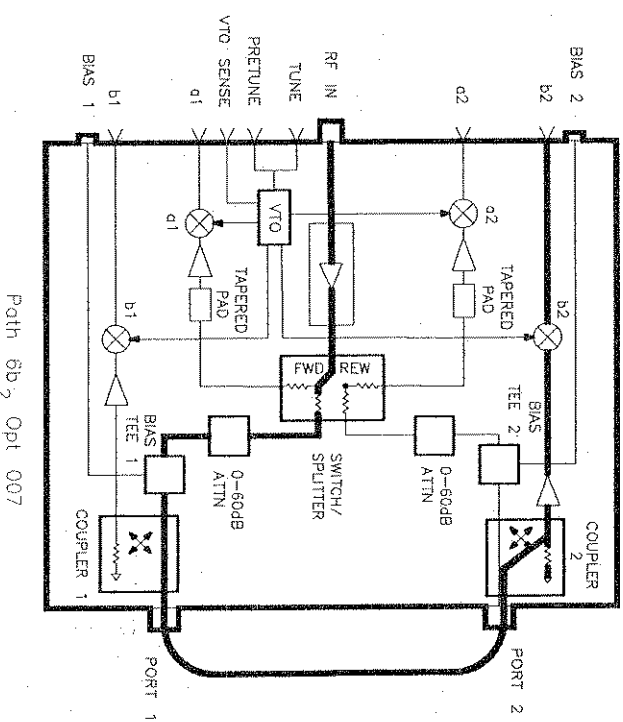 BIAS 2
b2
a2
RF IN
TUNE
PRETUNE
VTO SENSE
a1
b1
BIAS 1
VTO
a2
a1
b2
b1
TAPERED
PAD
TAPERED
PAD
FWD REW
SWITCH/
SPLITTER
BIAS
TEE 2
BIAS
TEE 1
0-60dB
ATTN
0-60dB
ATTN
COUPLER
2
COUPLER 1
PORT 2
PORT 1
Path 6b₂ Opt 007